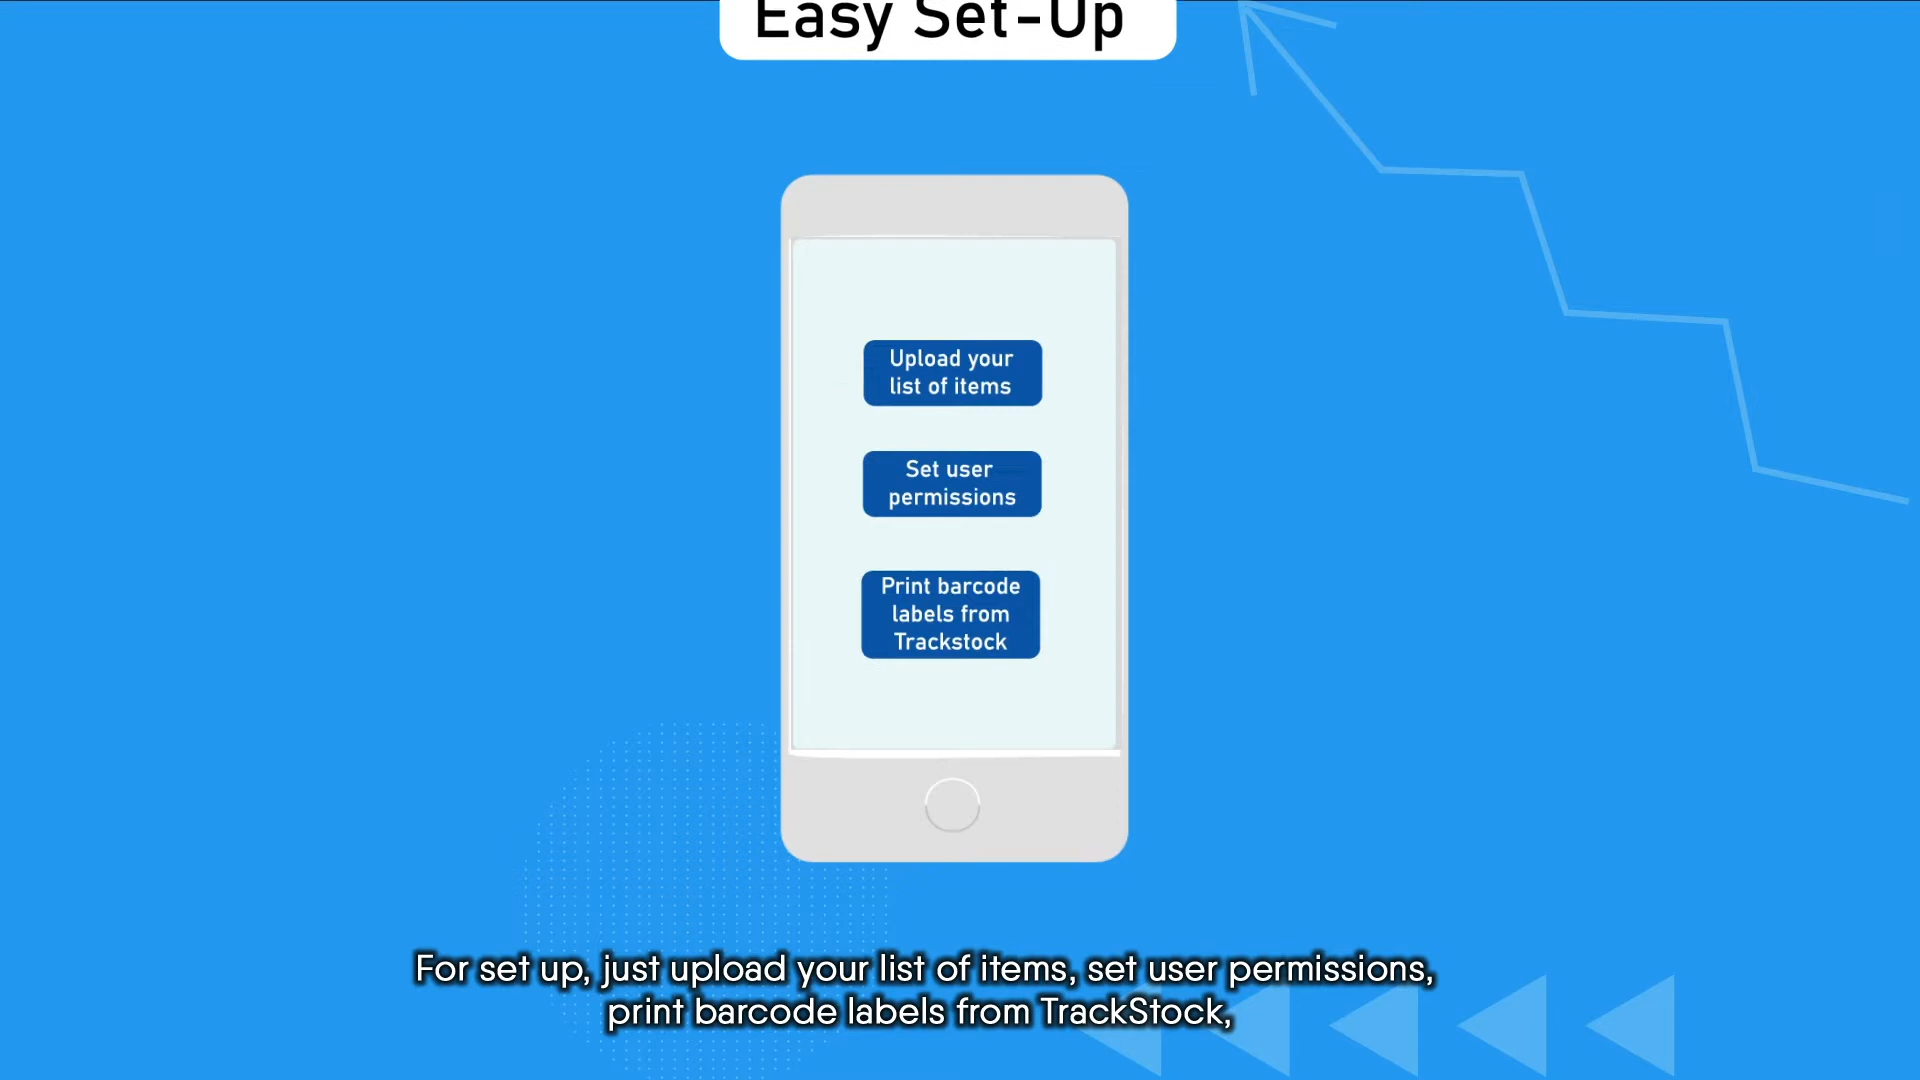 Easy Set-Up
Upload your
list of items
Set user
permissions
Print barcode
labels from
Trackstock
For set up, just upload your list of items, set user permissions,
print barcode labels from TrackStock,